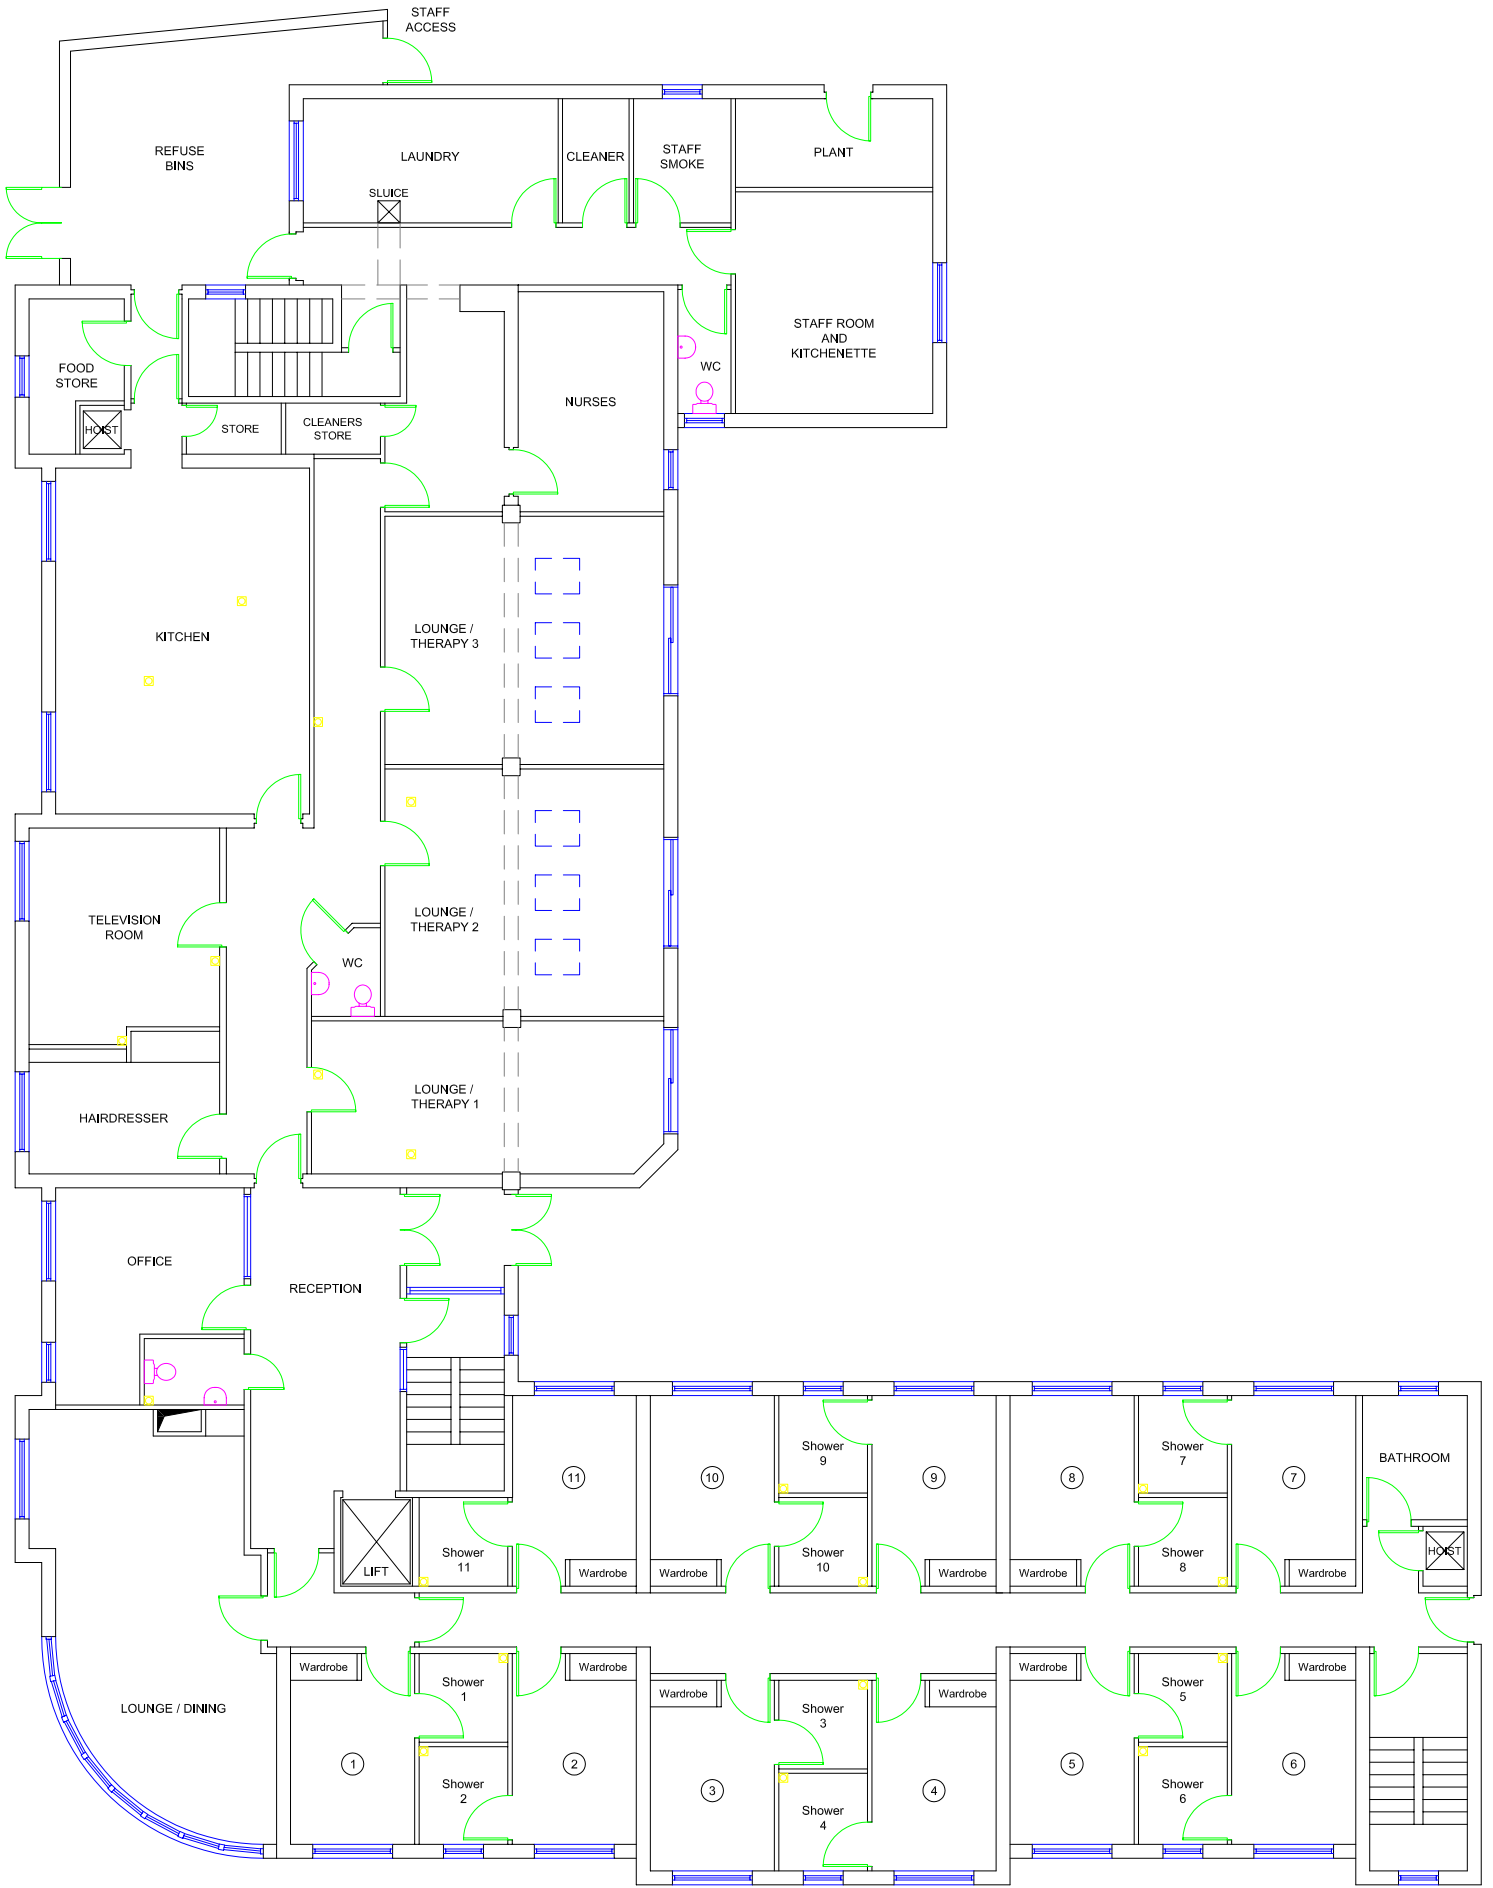 STAFF
ACCESS
REFUSE
BINS
LAUNDRY
CLEANER
STAFF
SMOKE
PLANT
SLUICE
STAFF ROOM
AND
KITCHENETTE
FOOD
STORE
WC
HOIST
STORE
CLEANERS
STORE
NURSES
KITCHEN
LOUNGE /
THERAPY 3
TELEVISION
ROOM
LOUNGE /
THERAPY 2
WC
HAIRDRESSER
LOUNGE /
THERAPY 1
OFFICE
RECEPTION
11
10
Shower
9
9
8
Shower
7
7
BATHROOM
LIFT
Shower
11
Wardrobe
Wardrobe
Shower
10
Wardrobe
Wardrobe
Shower
8
Wardrobe
HOIST
Wardrobe
Shower
1
Wardrobe
Wardrobe
Shower
3
Wardrobe
Wardrobe
Shower
5
Wardrobe
LOUNGE / DINING
1
Shower
2
2
3
Shower
4
4
5
Shower
6
6